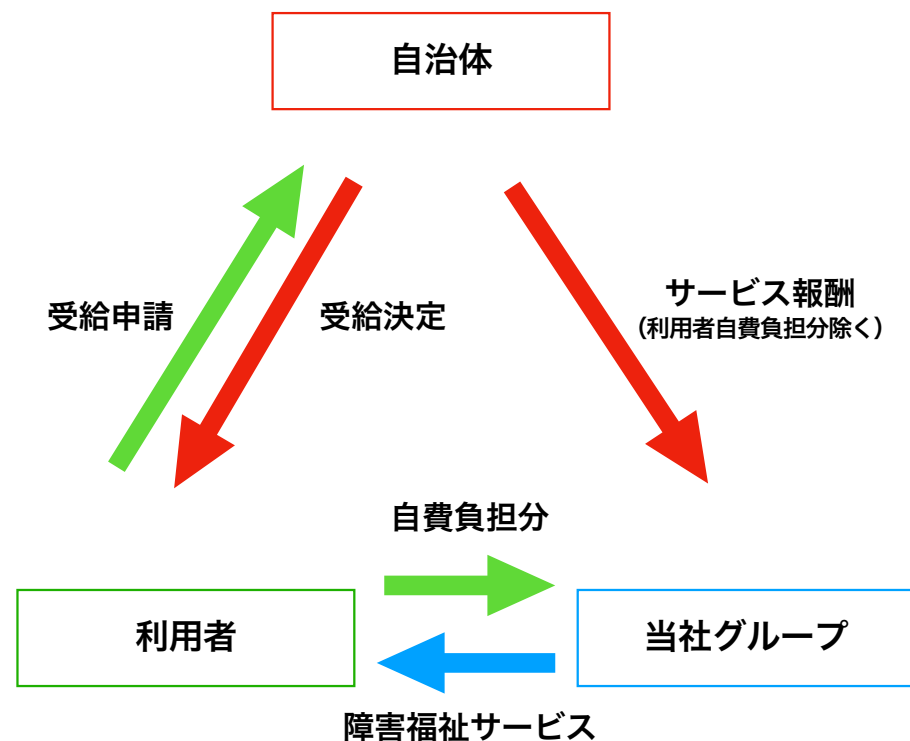 自治体
受給申請
受給決定
サービス報酬
(利用者自費負担分除く)
自費負担分
利用者
当社グループ
障害福祉サービス